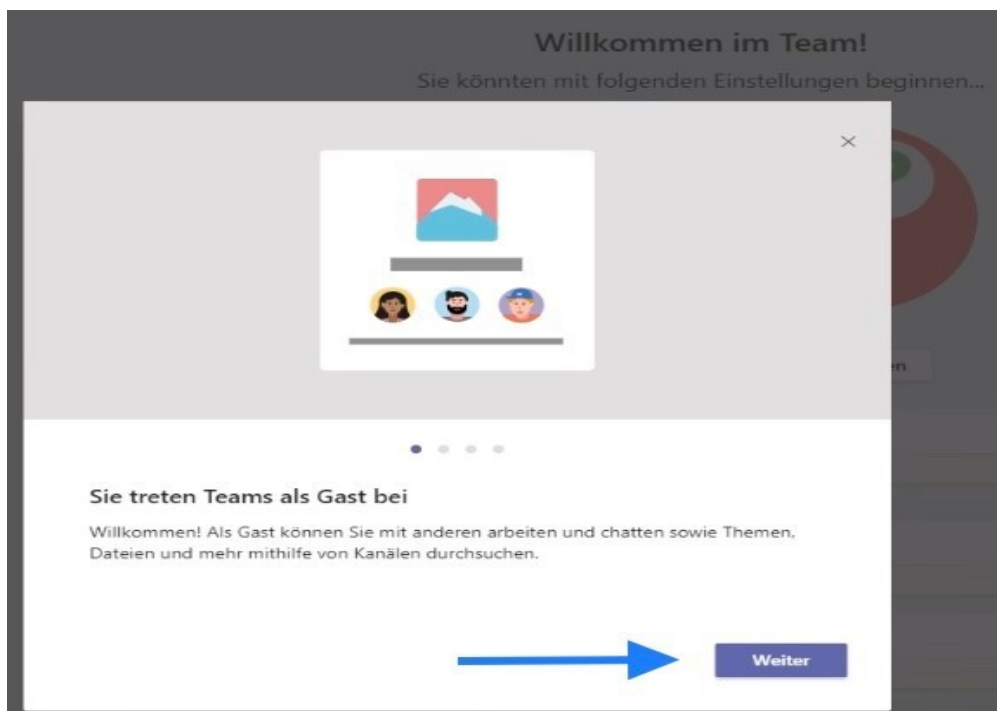 Willkommen im Team!
Sie könnten mit folgenden Einstellungen beginnen...
en
Sie treten Teams als Gast bei
Willkommen! Als Gast können Sie mit anderen arbeiten und chatten sowie Themen,
Dateien und mehr mithilfe von Kanälen durchsuchen.
Weiter